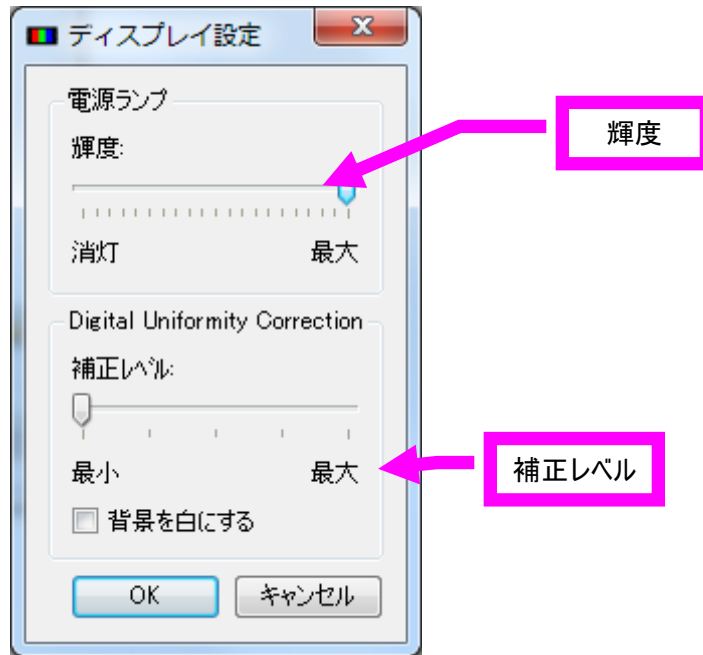 ディスプレイ設定
電源ランプ
輝度:
消灯 最大
Digital Uniformity Correction
補正レベル:
最小 最大
背景を白にする
OK キャンセル
輝度
補正レベル